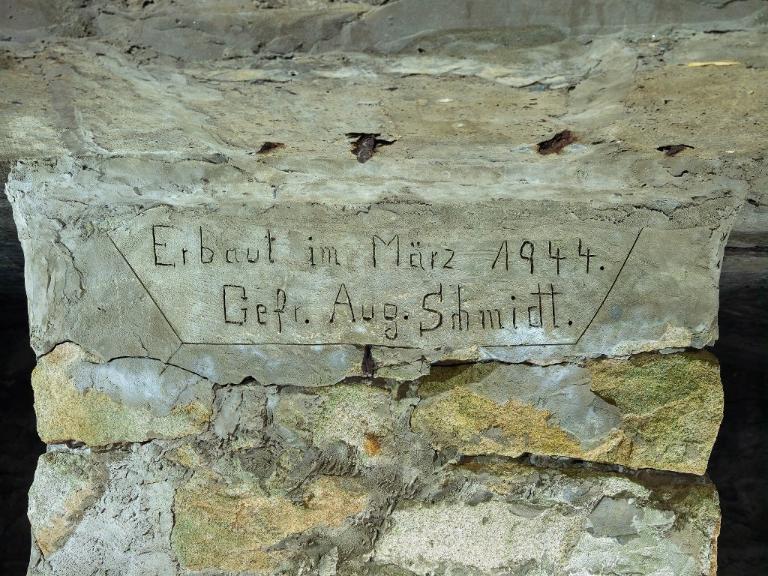 Erbaut im März 1944.
Gefr. Aug. Schmidt.